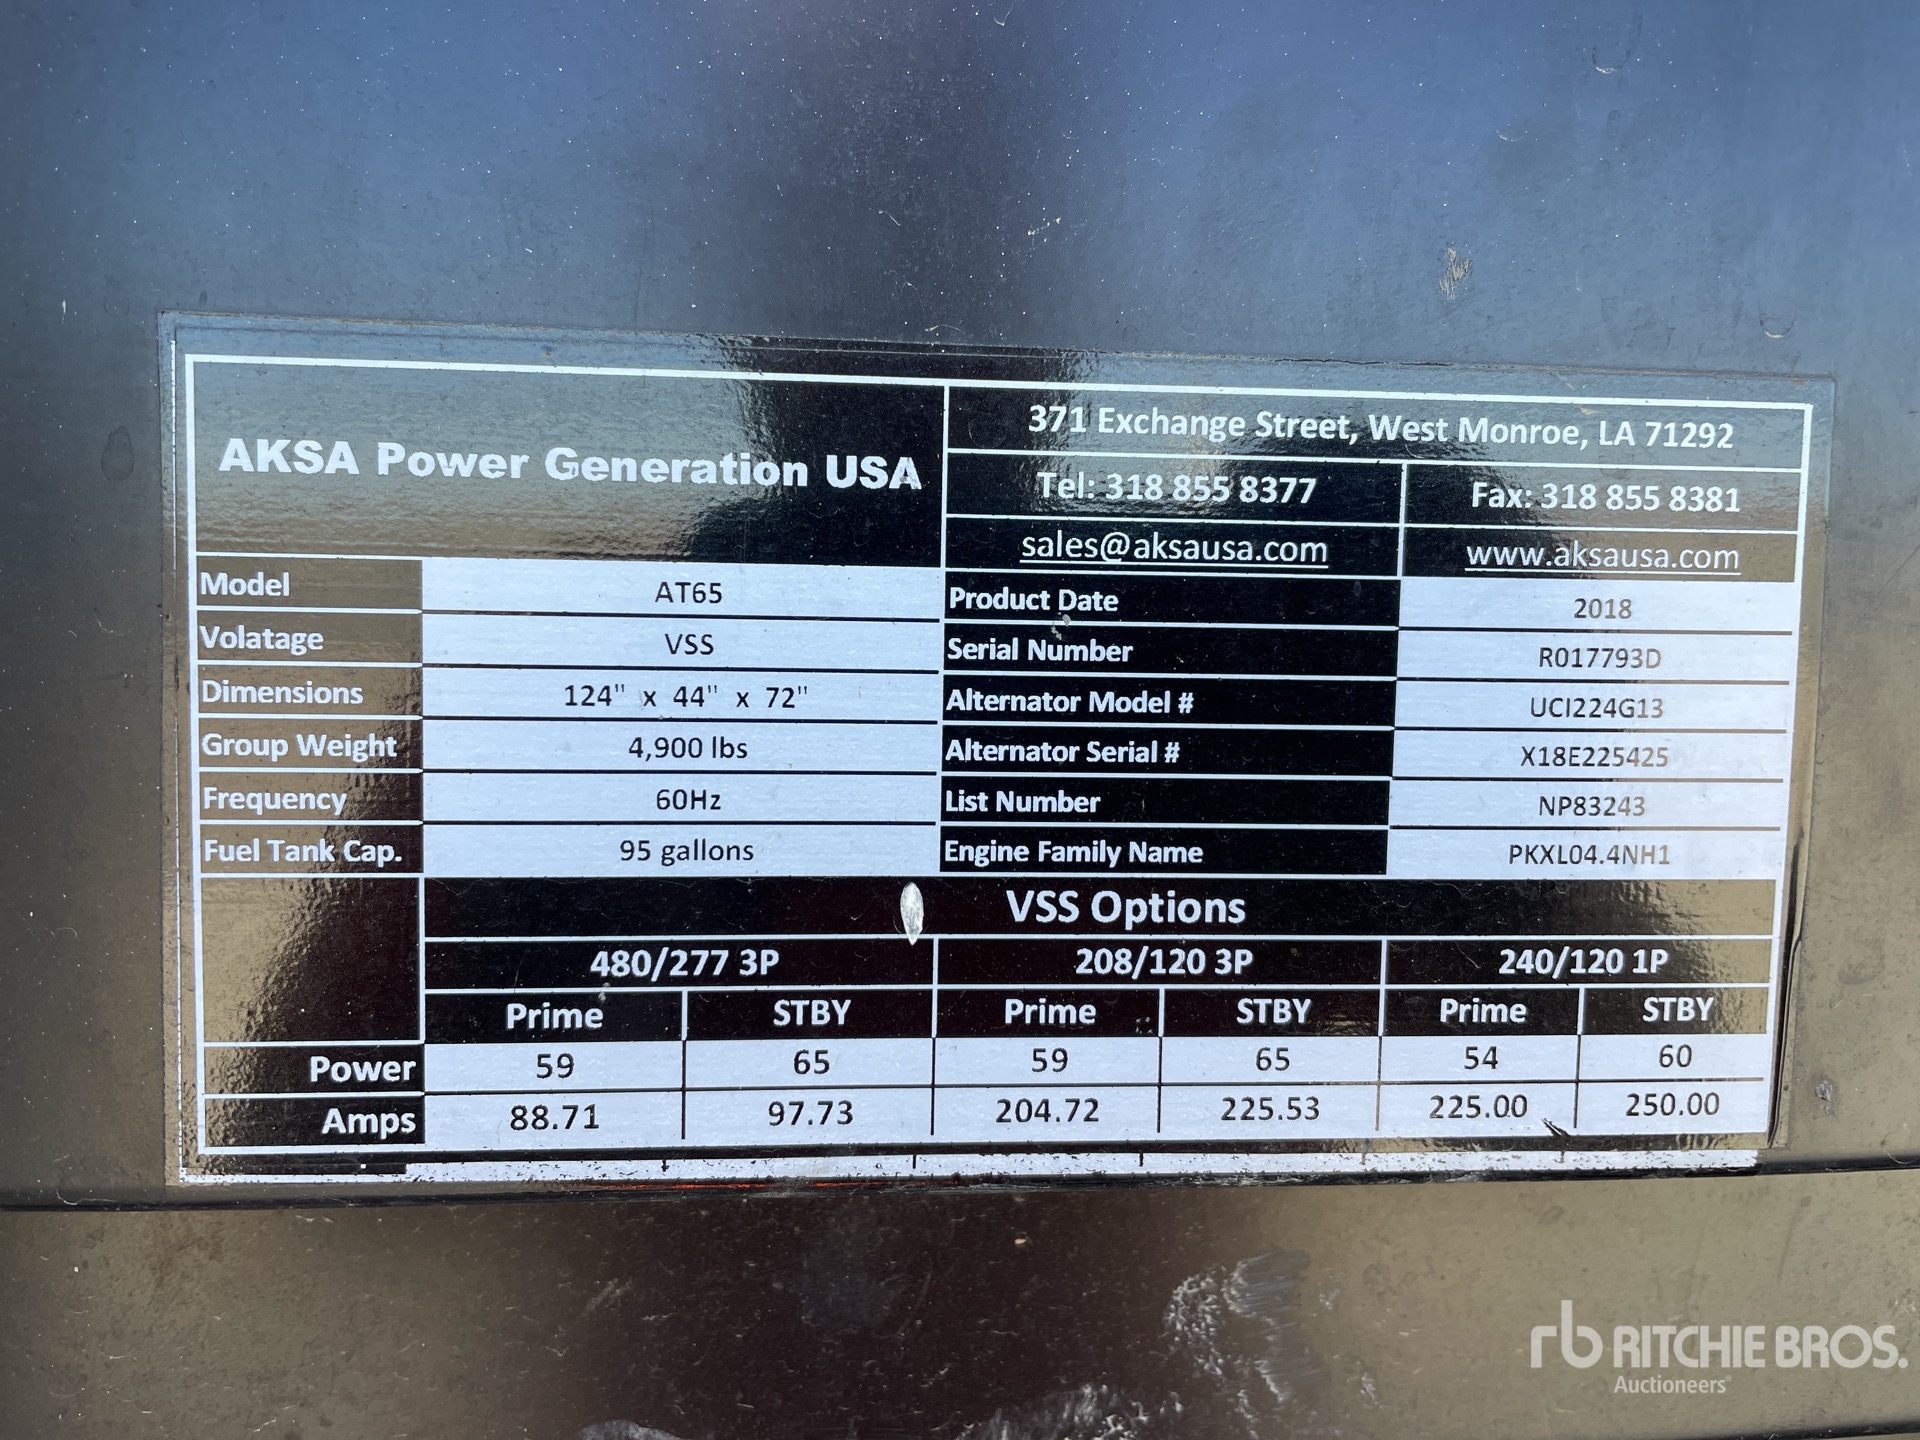 AKSA Power Generation USA
371 Exchange Street, West Monroe, LA 71292
Tel: 318 855 8377 Fax: 318 855 8381
sales@aksausa.com www.aksausa.com
Model AT65 Product Date 2018
Volatage VSS Serial Number R017793D
Dimensions 124" x 44" x 72" Alternator Model # UCI224G13
Group Weight 4,900 lbs Alternator Serial # X18E225425
Frequency 60Hz List Number NP83243
Fuel Tank Cap. 95 gallons Engine Family Name PKXL04.4NH1
VSS Options
480/277 3P 208/120 3P 240/120 1P
Prime STBY Prime STBY Prime STBY
Power 59 65 59 65 54 60
Amps 88.71 97.73 204.72 225.53 225.00 250.00
rb RITCHIE BROS.
Auctioneers